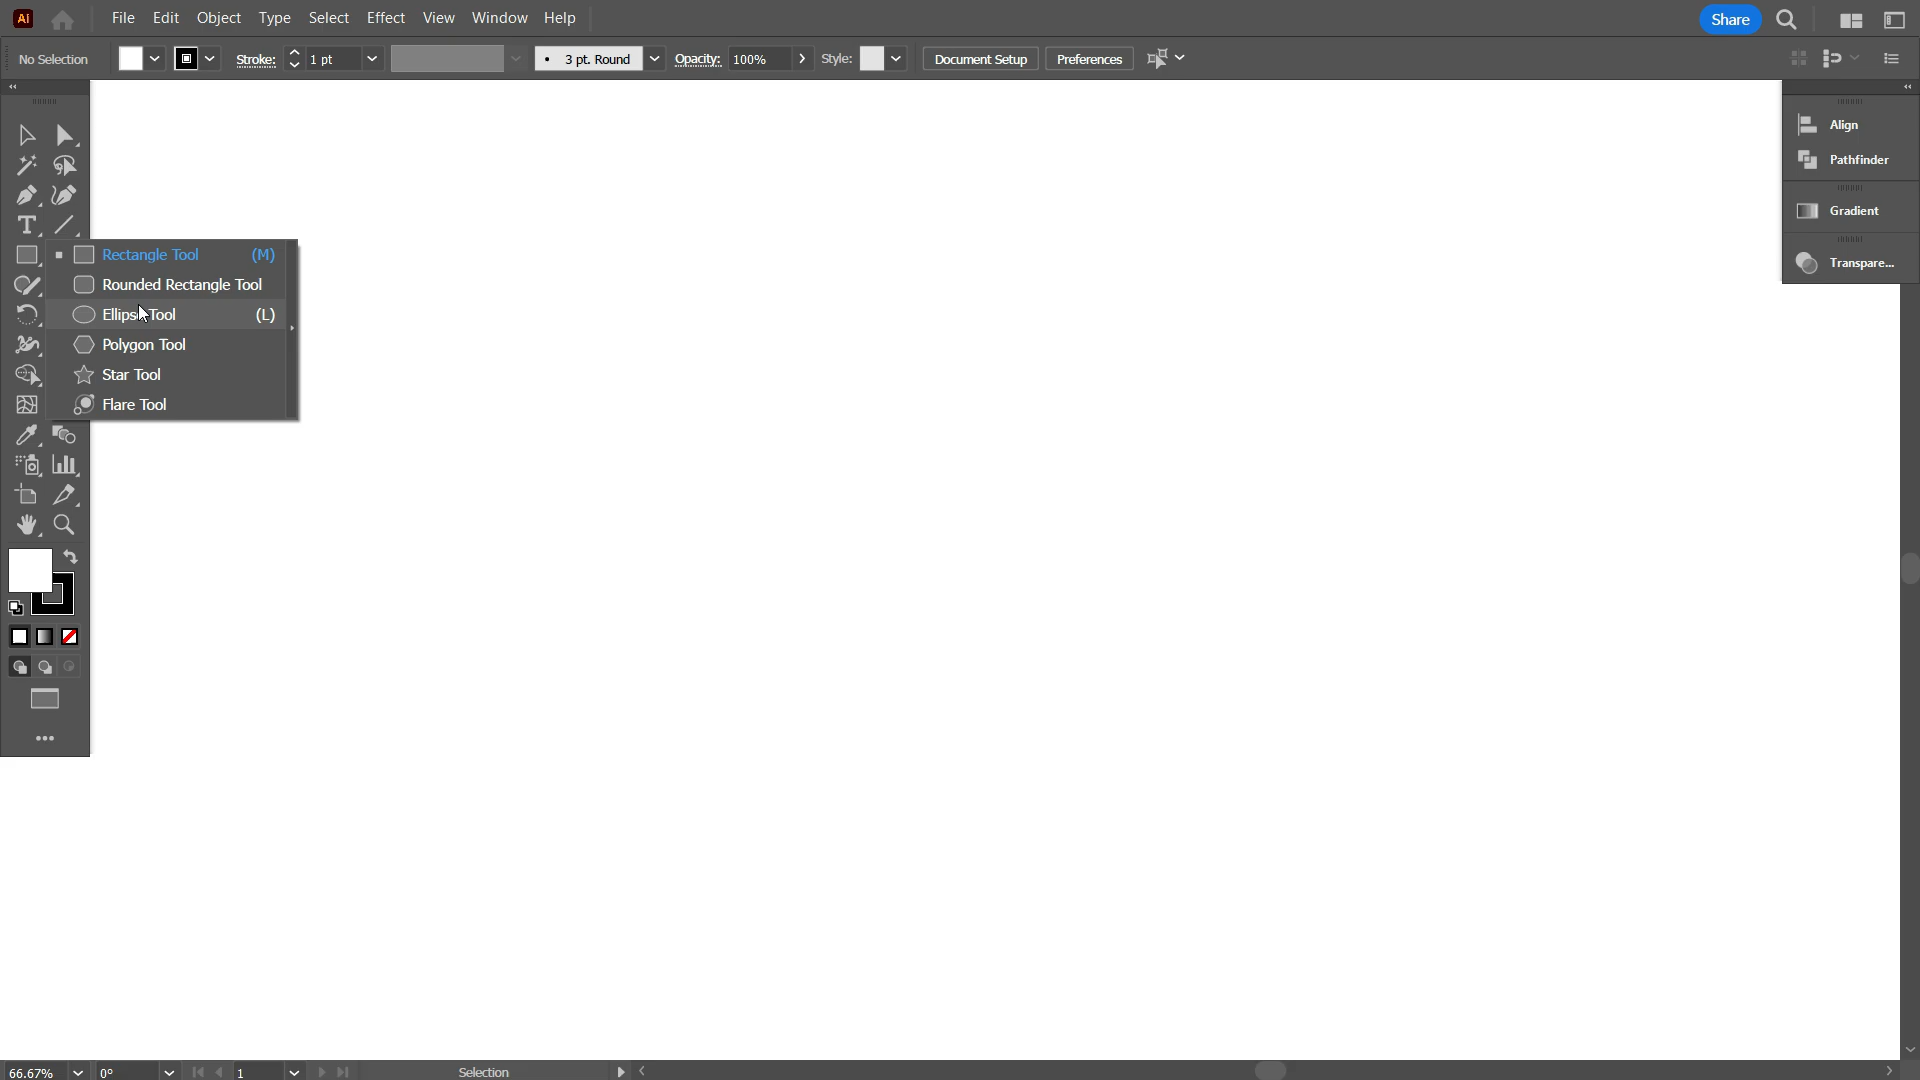 Ai
File Edit Object Type Select Effect View Window Help
Share
No Selection
Stroke: 1 pt
3 pt. Round
Opacity: 100%
Style:
Document Setup
Preferences
Align
Pathfinder
Gradient
Transpare...
Rectangle Tool (M)
Rounded Rectangle Tool
Ellipse Tool (L)
Polygon Tool
Star Tool
Flare Tool
66.67% 0° 1 Selection